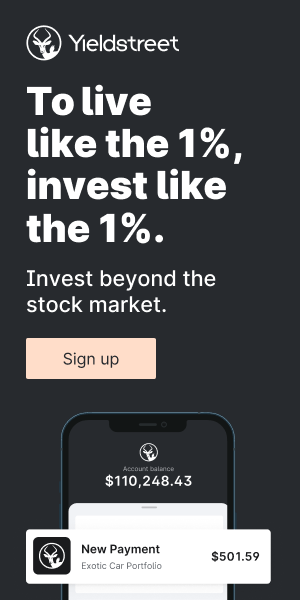 Yieldstreet
To live
like the 1%,
invest like
the 1%.
Invest beyond the
stock market.
Sign up
Account balance
$110,248.43
New Payment
Exotic Car Portfolio
$501.59